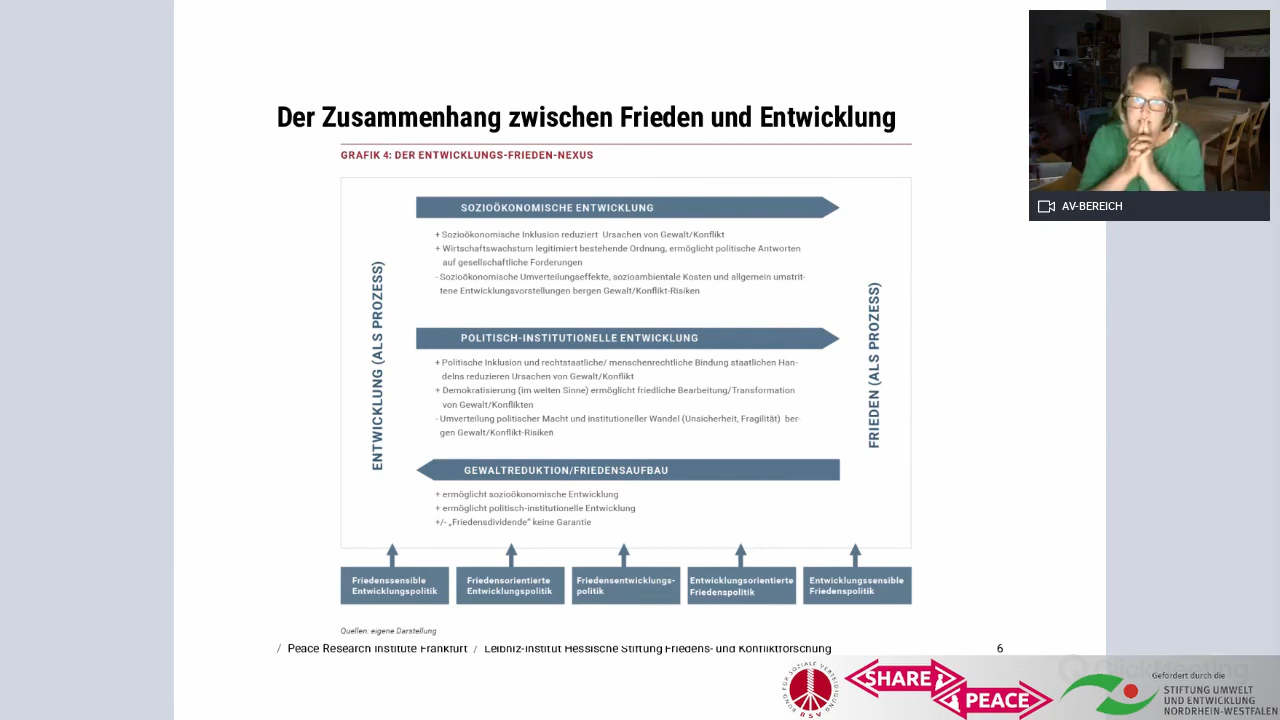 Der Zusammenhang zwischen Frieden und Entwicklung
GRAFIK 4: DER ENTWICKLUNGS-FRIEDEN-NEXUS
ENTWICKLUNG (ALS PROZESS)
SOZIOÖKONOMISCHE ENTWICKLUNG
+ Sozioökonomische Inklusion reduziert Ursachen von Gewalt/Konflikt
+ Wirtschaftswachstum legitimiert bestehende Ordnung, ermöglicht politische Antworten
auf gesellschaftliche Forderungen
- Sozioökonomische Umverteilungseffekte, sozioambientale Kosten und allgemein umstrit-
tene Entwicklungsvorstellungen bergen Gewalt/Konflikt-Risiken
POLITISCH-INSTITUTIONELLE ENTWICKLUNG
+ Politische Inklusion und rechtstaatliche/ menschenrechtliche Bindung staatlichen Han-
delns reduzieren Ursachen von Gewalt/Konflikt
+ Demokratisierung (im weiten Sinne) ermöglicht friedliche Bearbeitung/Transformation
von Gewalt/Konflikten
- Umverteilung politischer Macht und institutioneller Wandel (Unsicherheit, Fragilität) ber-
gen Gewalt/Konflikt-Risiken
GEWALTREDUKTION/FRIEDENSAUFBAU
+ ermöglicht sozioökonomische Entwicklung
+ ermöglicht politisch-institutionelle Entwicklung
+/- „Friedensdividende“ keine Garantie
FRIEDEN (ALS PROZESS)
Friedenssensible
Entwicklungspolitik
Friedensorientierte
Entwicklungspolitik
Friedensentwicklungs-
politik
Entwicklungsorientierte
Friedenspolitik
Entwicklungssensible
Friedenspolitik
Quellen: eigene Darstellung
/ Peace Research Institute Frankfurt / Leibniz-Institut Hessische Stiftung Friedens- und Konfliktforschung
6
AV-BEREICH
BUND FÜR SOZIALE VERTEIDIGUNG
BSV
SHARE
PEACE
ClickMeeting
Gefördert durch die
STIFTUNG UMWELT
UND ENTWICKLUNG
NORDRHEIN-WESTFALEN